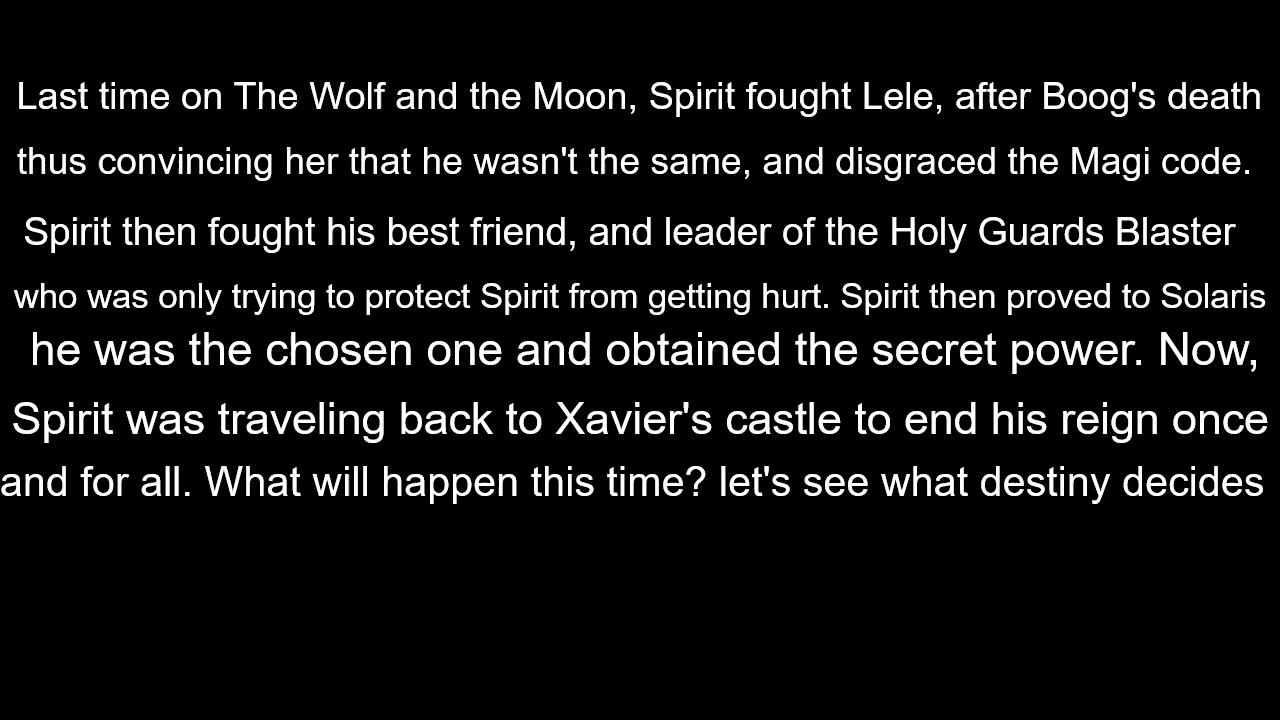 Last time on The Wolf and the Moon, Spirit fought Lele, after Boog's death
thus convincing her that he wasn't the same, and disgraced the Magi code.
Spirit then fought his best friend, and leader of the Holy Guards Blaster
who was only trying to protect Spirit from getting hurt. Spirit then proved to Solaris
he was the chosen one and obtained the secret power. Now,
Spirit was traveling back to Xavier's castle to end his reign once
and for all. What will happen this time? let's see what destiny decides